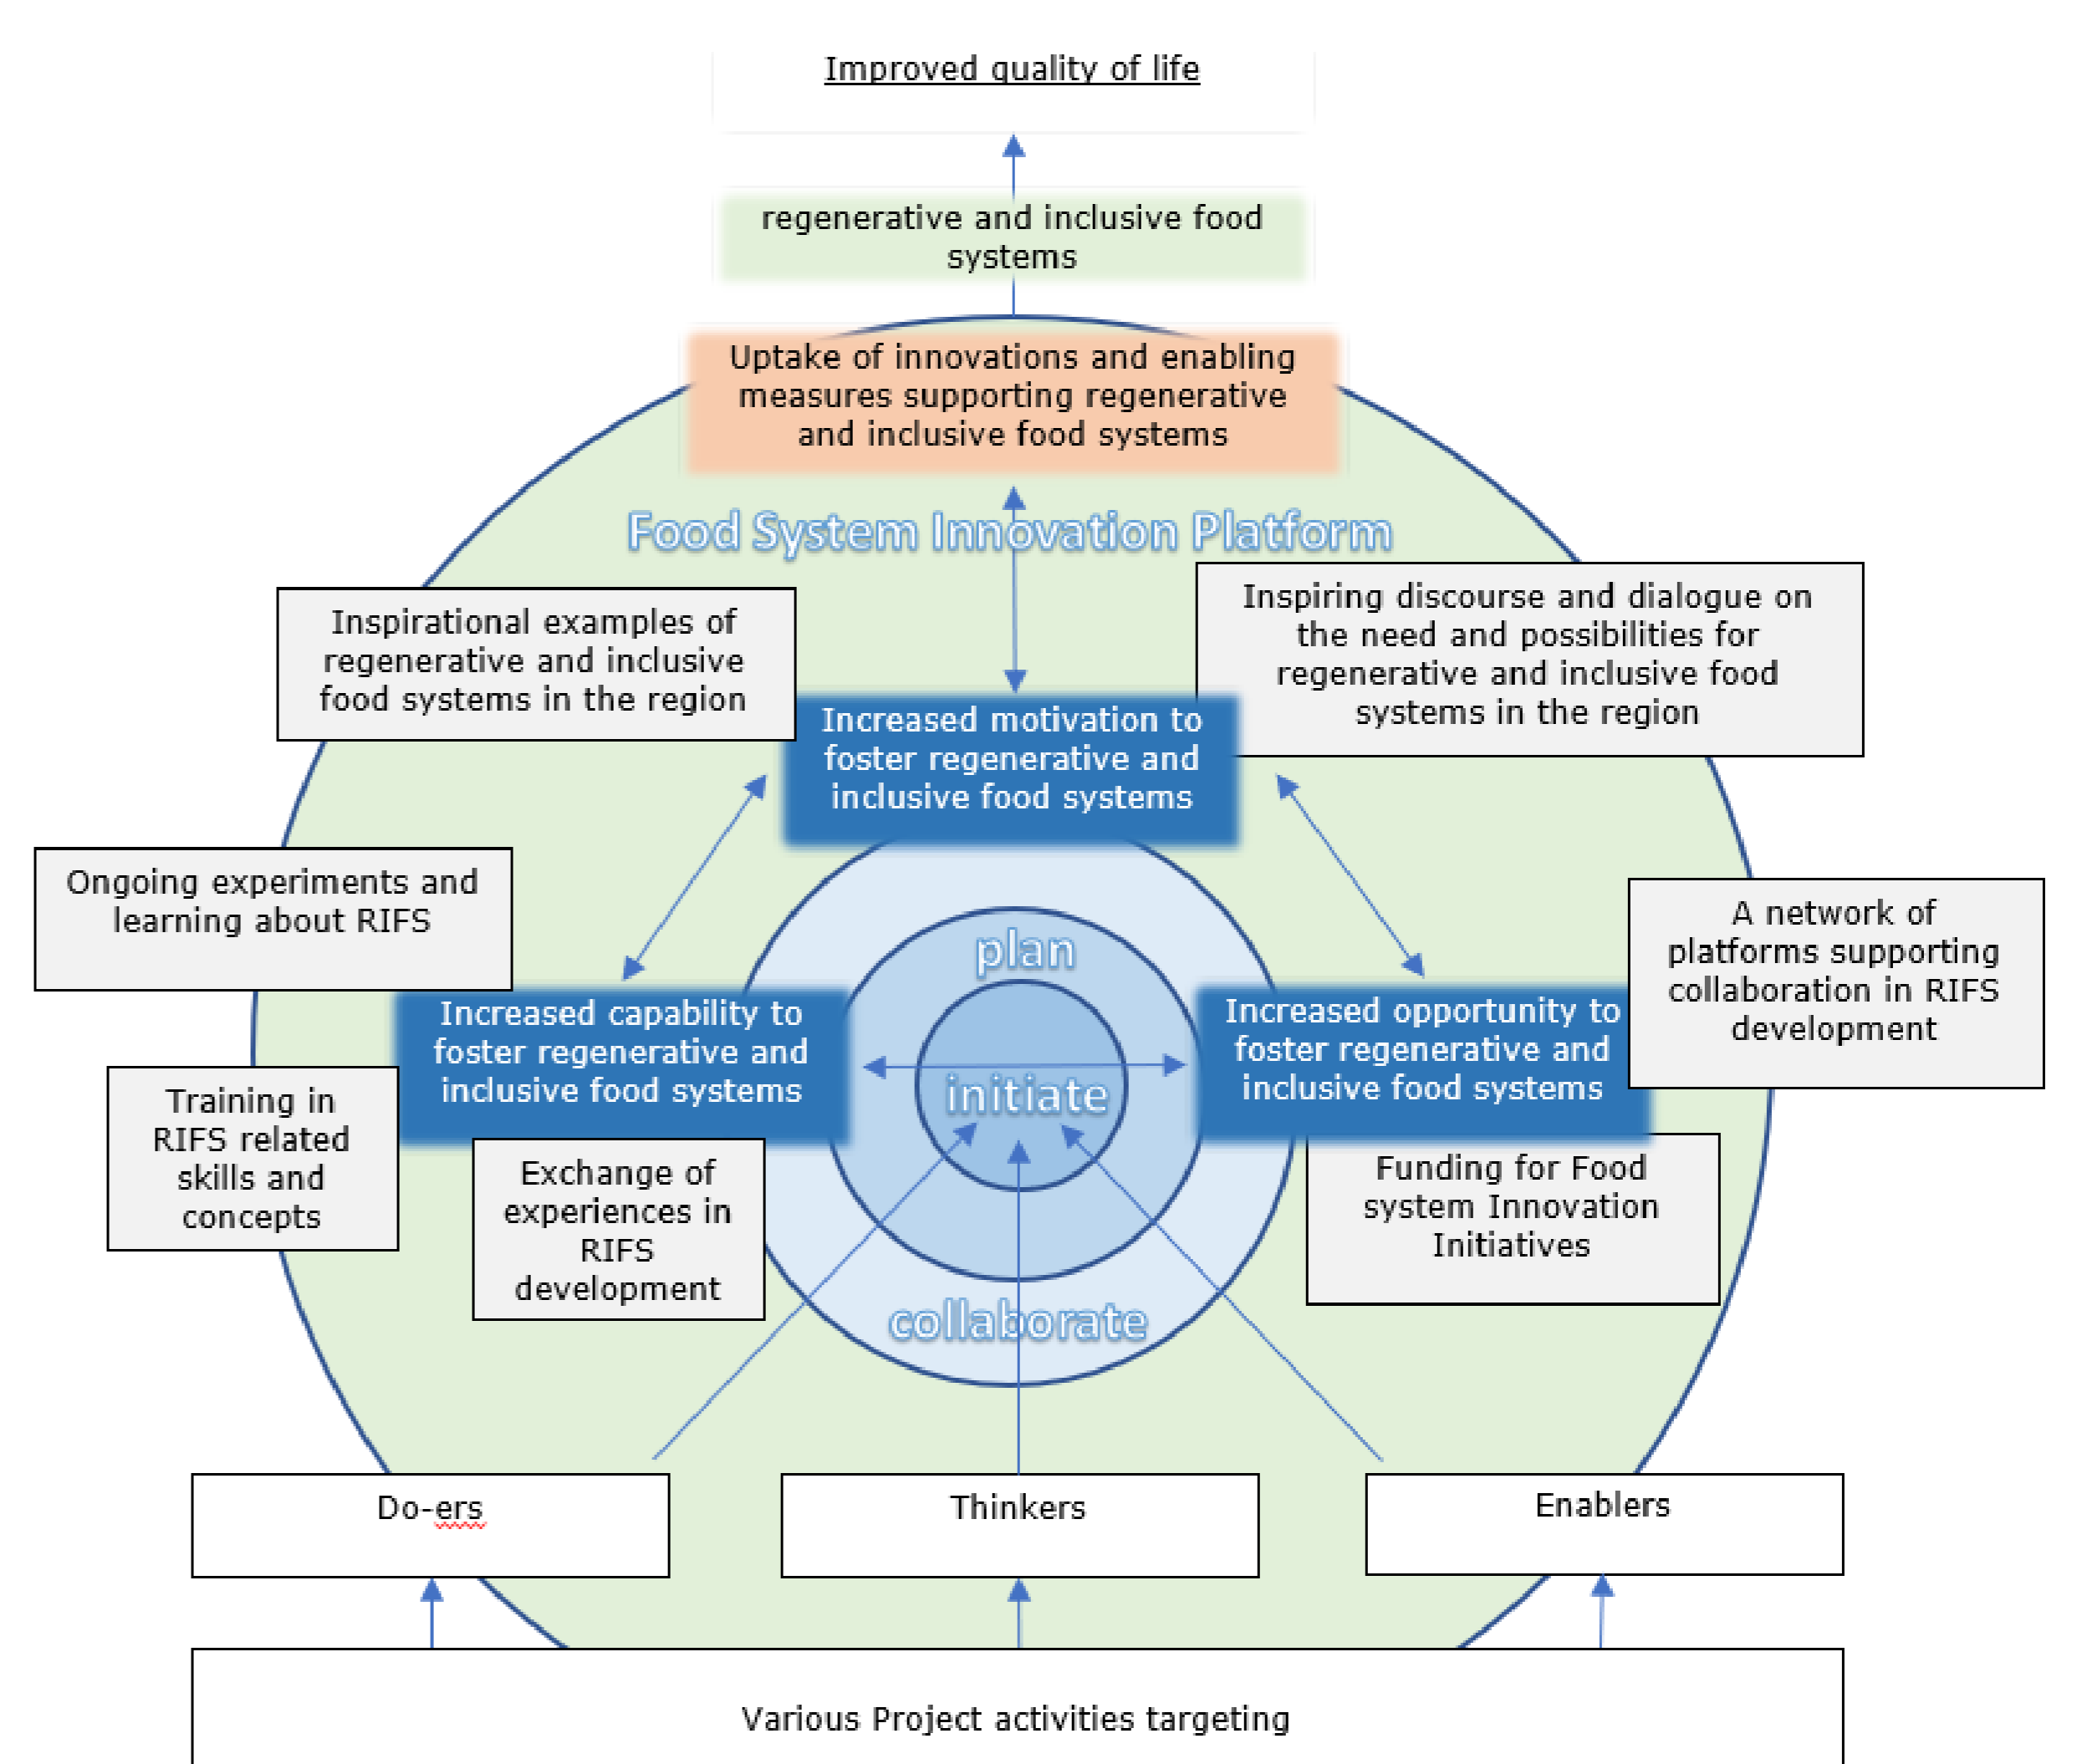 Improved quality of life
regenerative and inclusive food
systems
Uptake of innovations and enabling
measures supporting regenerative
and inclusive food systems
Food System Innovation Platform
Inspirational examples of
regenerative and inclusive
food systems in the region
Inspiring discourse and dialogue on
the need and possibilities for
regenerative and inclusive food
systems in the region
Increased motivation to
foster regenerative and
inclusive food systems
Ongoing experiments and
learning about RIFS
A network of
platforms supporting
collaboration in RIFS
development
plan
Increased capability to
foster regenerative and
inclusive food systems
Increased opportunity to
foster regenerative and
inclusive food systems
initiate
Training in
RIFS related
skills and
concepts
Exchange of
experiences in
RIFS
development
Funding for Food
system Innovation
Initiatives
collaborate
Do-ers
Thinkers
Enablers
Various Project activities targeting